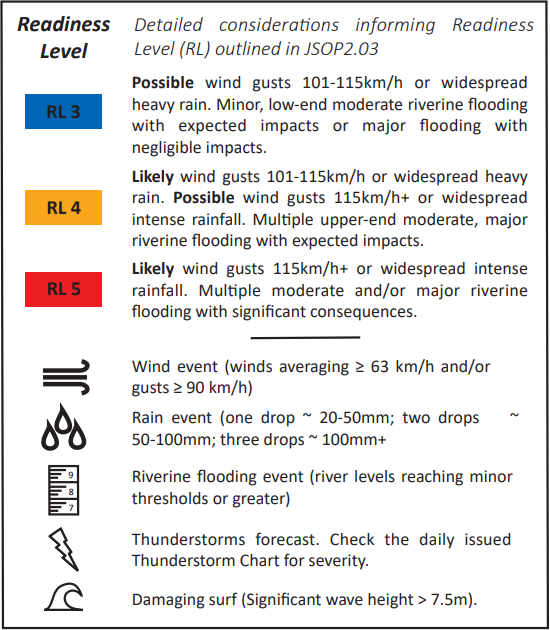 Readiness Level
Detailed considerations informing Readiness
Level (RL) outlined in JSOP2.03
RL 3
Possible wind gusts 101-115km/h or widespread
heavy rain. Minor, low-end moderate riverine flooding
with expected impacts or major flooding with
negligible impacts.
RL 4
Likely wind gusts 101-115km/h or widespread heavy
rain. Possible wind gusts 115km/h+ or widespread
intense rainfall. Multiple upper-end moderate, major
riverine flooding with expected impacts.
RL 5
Likely wind gusts 115km/h+ or widespread intense
rainfall. Multiple moderate and/or major riverine
flooding with significant consequences.
Wind event (winds averaging ≥ 63 km/h and/or
gusts ≥ 90 km/h)
Rain event (one drop ~ 20-50mm; two drops ~
50-100mm; three drops ~ 100mm+
9
8
7
Riverine flooding event (river levels reaching minor
thresholds or greater)
Thunderstorms forecast. Check the daily issued
Thunderstorm Chart for severity.
Damaging surf (Significant wave height > 7.5m).